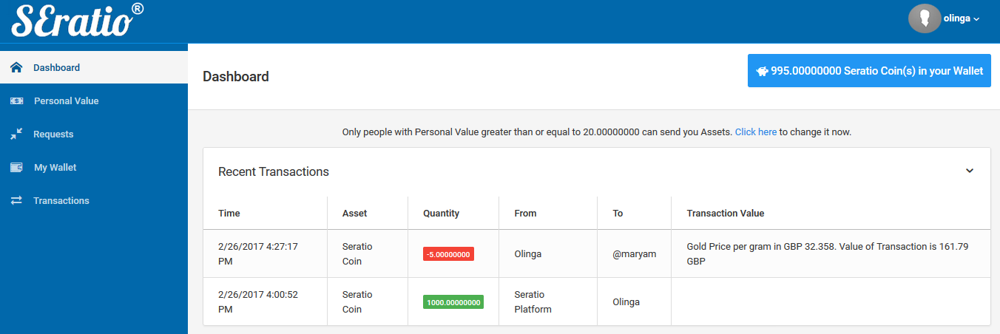 SEratio®
olinga
Dashboard
Personal Value
Requests
My Wallet
Transactions
Dashboard
995.00000000 Seratio Coin(s) in your Wallet
Only people with Personal Value greater than or equal to 20.00000000 can send you Assets. Click here to change it now.
Recent Transactions
Time Asset Quantity From To Transaction Value
2/26/2017 4:27:17 Seratio Gold Price per gram in GBP 32.358. Value of Transaction is 161.79
-5.00000000 Olinga @maryam
PM Coin GBP
2/26/2017 4:00:52 Seratio Seratio
1000.00000000 Olinga
PM Coin Platform